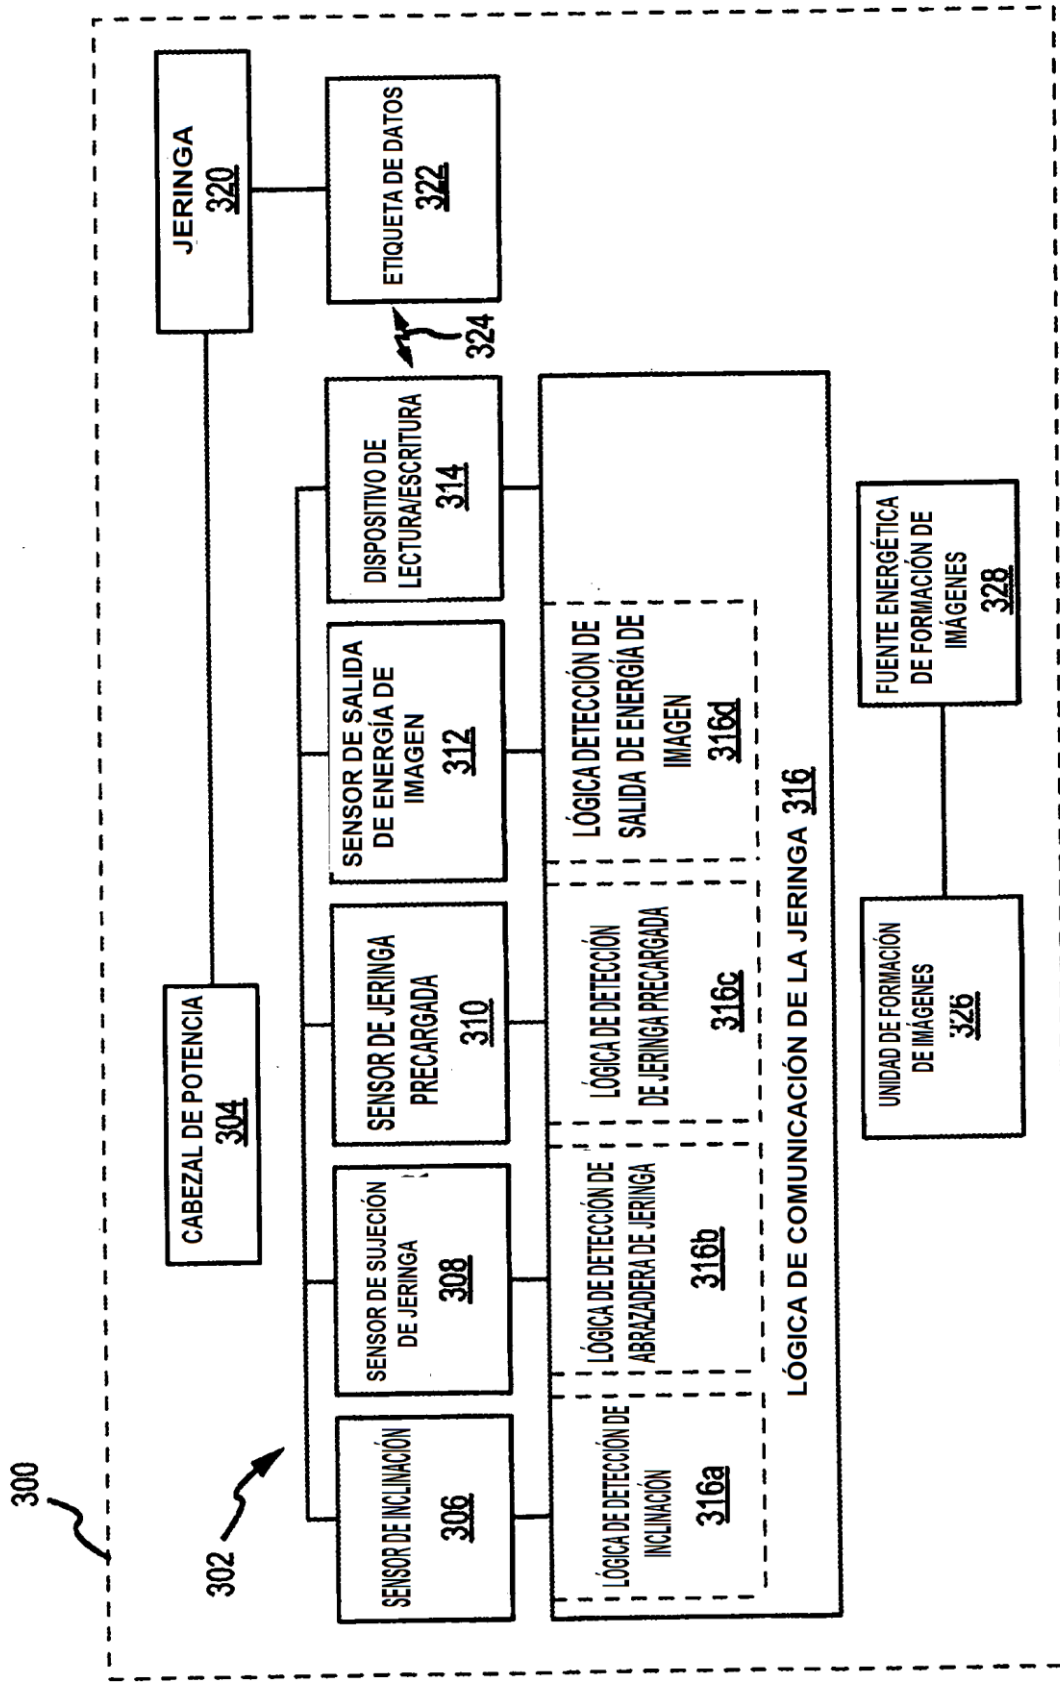 300
302
CABEZAL DE POTENCIA
304
JERINGA
320
SENSOR DE INCLINACIÓN
306
SENSOR DE SUJECIÓN
DE JERINGA
308
SENSOR DE JERINGA
PRECARGADA
310
SENSOR DE SALIDA
DE ENERGÍA DE
IMAGEN
312
DISPOSITIVO DE
LECTURA/ESCRITURA
314
324
ETIQUETA DE DATOS
322
LÓGICA DE DETECCIÓN DE
INCLINACIÓN
316a
LÓGICA DE DETECCIÓN DE
ABRAZADERA DE JERINGA
316b
LÓGICA DE DETECCIÓN
DE JERINGA PRECARGADA
316c
LÓGICA DETECCIÓN DE
SALIDA DE ENERGÍA DE
IMAGEN
316d
LÓGICA DE COMUNICACIÓN DE LA JERINGA 316
UNIDAD DE FORMACIÓN
DE IMÁGENES
326
FUENTE ENERGÉTICA
DE FORMACIÓN DE
IMÁGENES
328